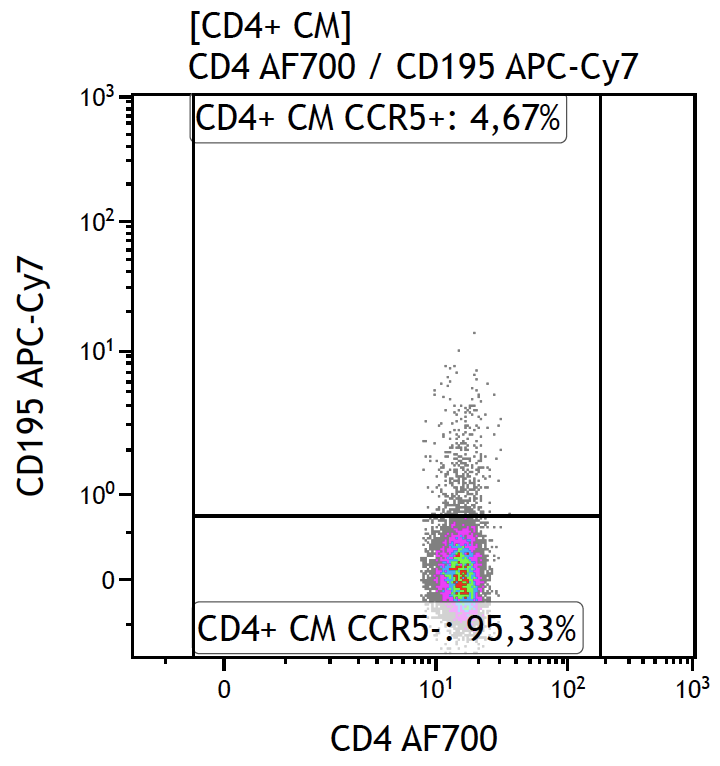 [CD4+ CM]
CD4 AF700 / CD195 APC-Cy7
10³
CD4+ CM CCR5+: 4,67%
10²
10¹
10⁰
0
CD195 APC-Cy7
CD4+ CM CCR5-: 95,33%
0
10¹
10²
10³
CD4 AF700